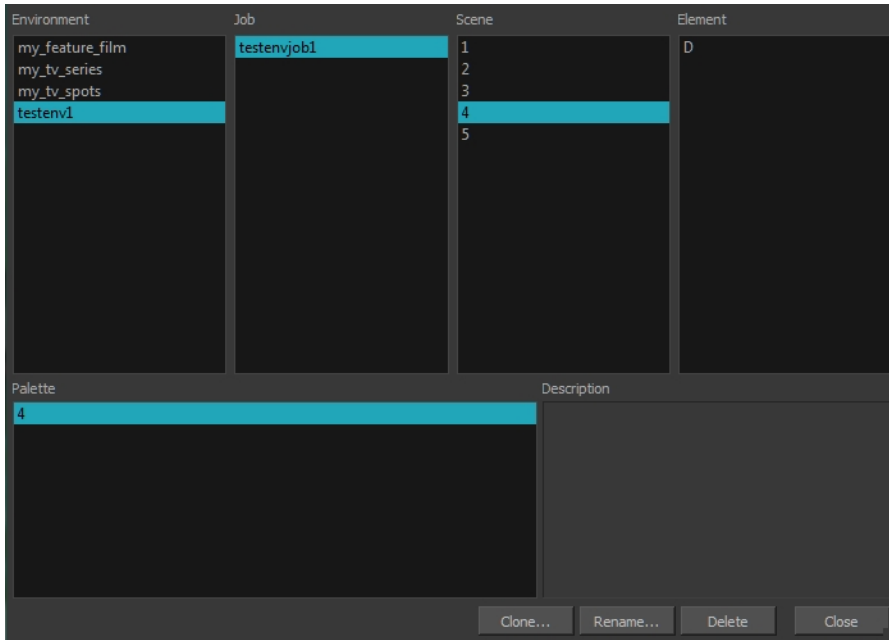 Environment
Job
Scene
Element
my_feature_film
my_tv_series
my_tv_spots
testenv1
testenvjob1
1
2
3
4
5
D
Palette
Description
4
Clone...
Rename...
Delete
Close